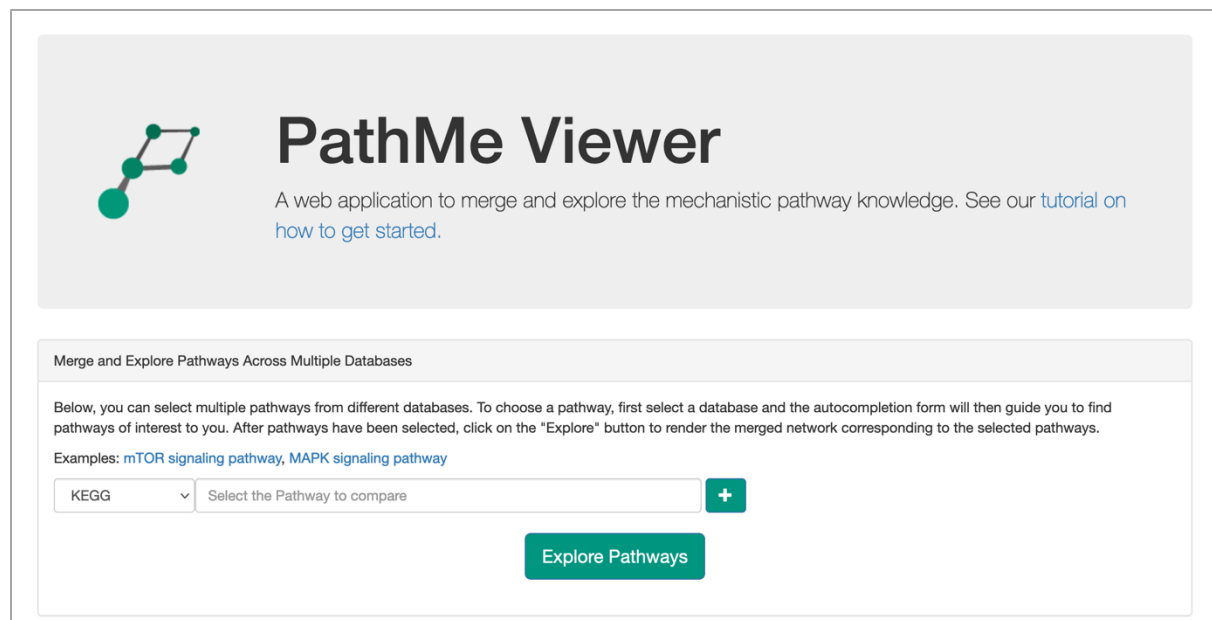 PathMe Viewer
A web application to merge and explore the mechanistic pathway knowledge. See our tutorial on
how to get started.
Merge and Explore Pathways Across Multiple Databases
Below, you can select multiple pathways from different databases. To choose a pathway, first select a database and the autocompletion form will then guide you to find
pathways of interest to you. After pathways have been selected, click on the "Explore" button to render the merged network corresponding to the selected pathways.
Examples: mTOR signaling pathway, MAPK signaling pathway
KEGG Select the Pathway to compare +
Explore Pathways